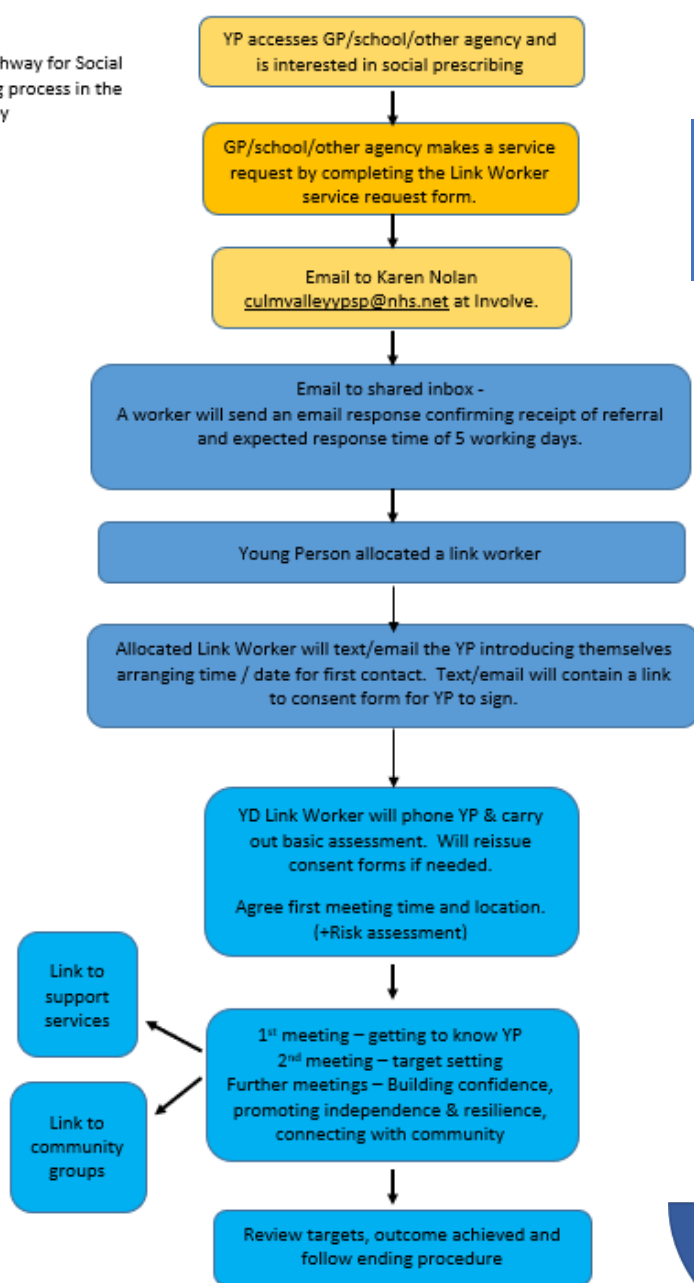 hway for Social
g process in the
y
YP accesses GP/school/other agency and
is interested in social prescribing
GP/school/other agency makes a service
request by completing the Link Worker
service request form.
Email to Karen Nolan
culmvalleyypsp@nhs.net at Involve.
Email to shared inbox -
A worker will send an email response confirming receipt of referral
and expected response time of 5 working days.
Young Person allocated a link worker
Allocated Link Worker will text/email the YP introducing themselves
arranging time / date for first contact. Text/email will contain a link
to consent form for YP to sign.
YD Link Worker will phone YP & carry
out basic assessment. Will reissue
consent forms if needed.
Agree first meeting time and location.
(+Risk assessment)
Link to
support
services
Link to
community
groups
1st meeting – getting to know YP
2nd meeting – target setting
Further meetings – Building confidence,
promoting independence & resilience,
connecting with community
Review targets, outcome achieved and
follow ending procedure